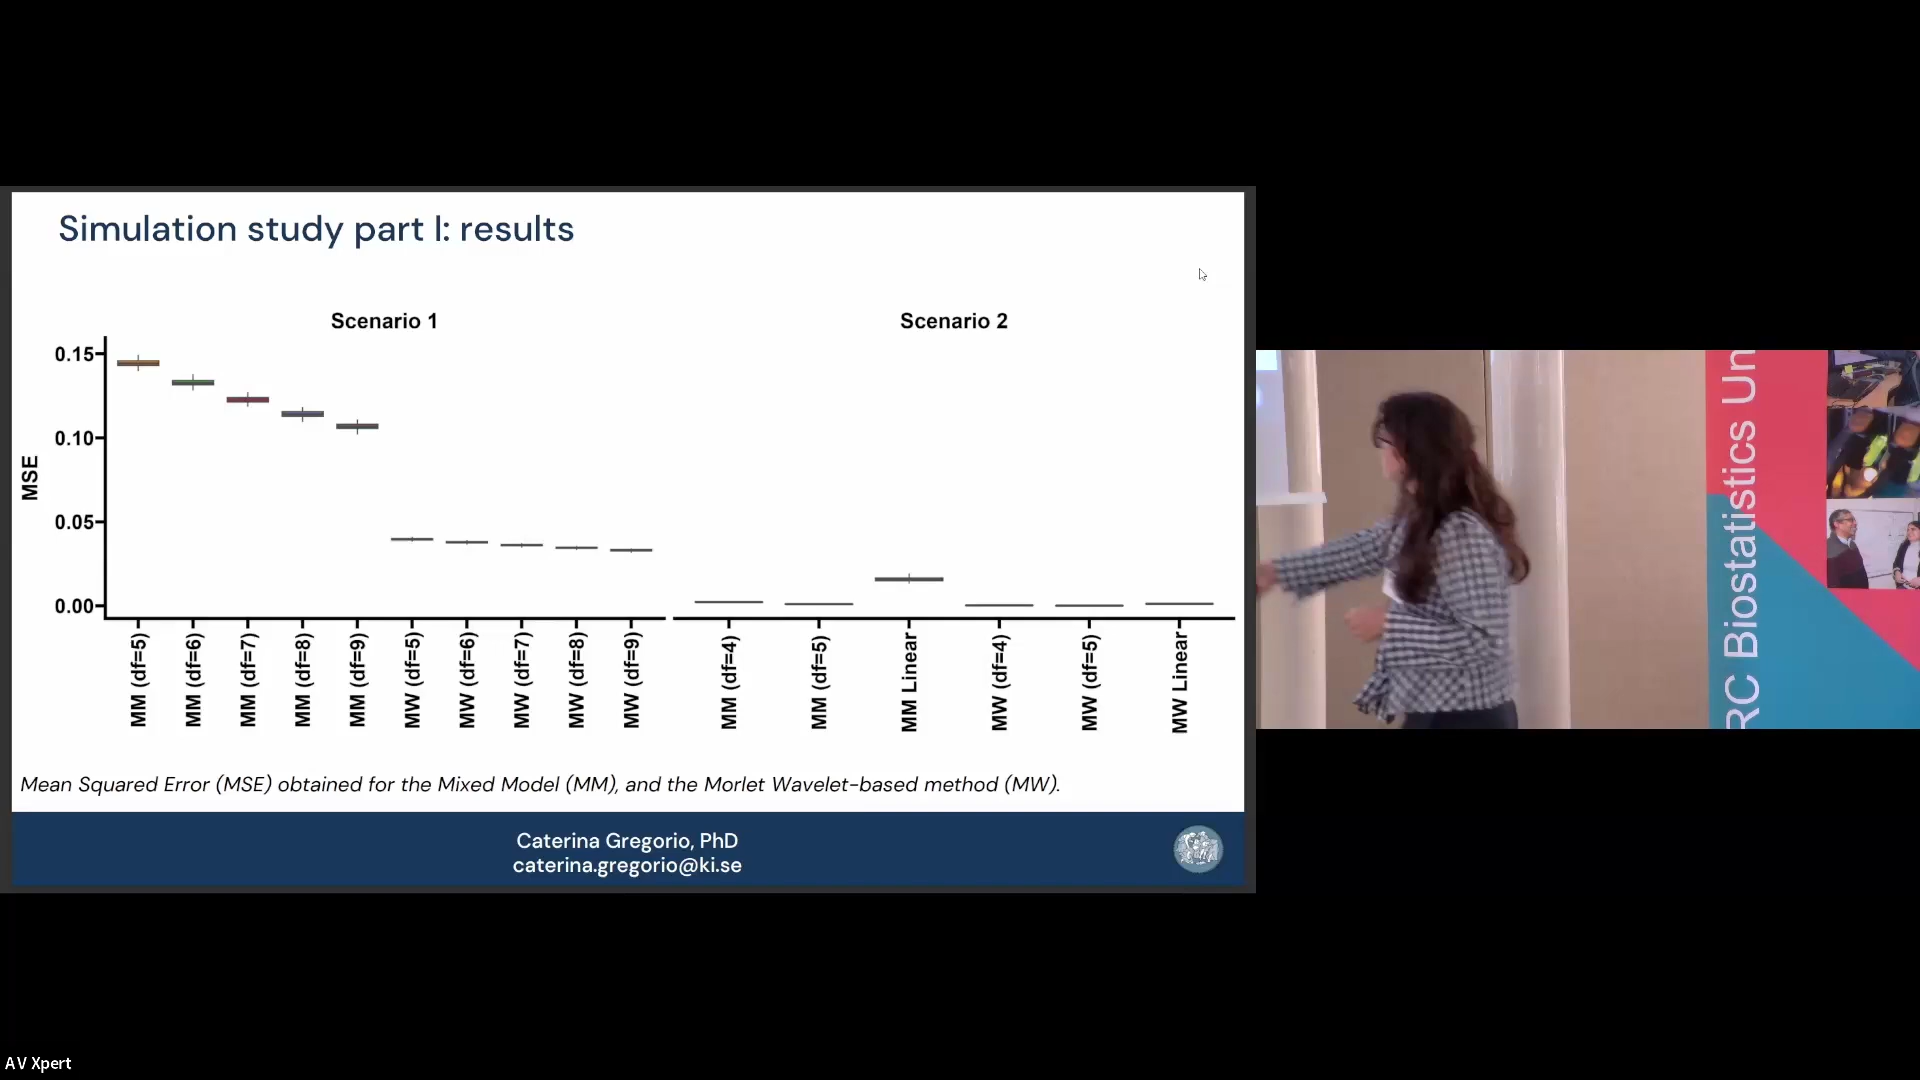 Simulation study part I: results
Scenario 1
Scenario 2
MSE
0.15
0.10
0.05
0.00
MM (df=5)
MM (df=6)
MM (df=7)
MM (df=8)
MM (df=9)
MW (df=5)
MW (df=6)
MW (df=7)
MW (df=8)
MW (df=9)
MM (df=4)
MM (df=5)
MM Linear
MW (df=4)
MW (df=5)
MW Linear
Mean Squared Error (MSE) obtained for the Mixed Model (MM), and the Morlet Wavelet-based method (MW).
Caterina Gregorio, PhD
caterina.gregorio@ki.se
RC Biostatistics Un
AV Xpert